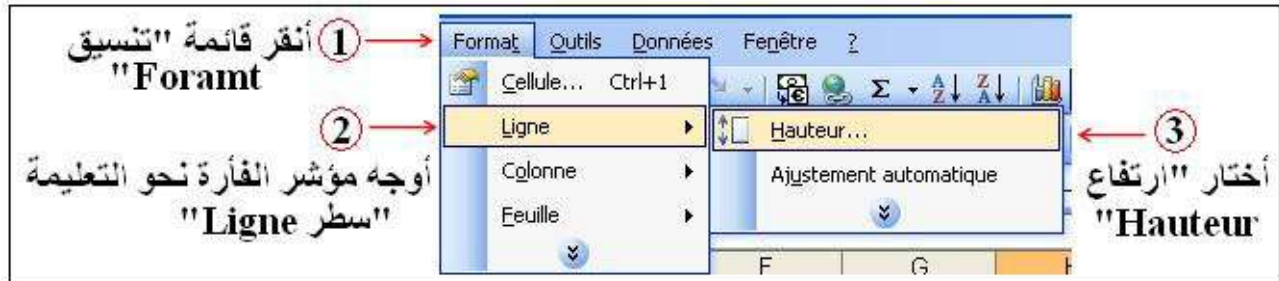 ① أنقر قائمة "تنسيق
Foramt"
②
أوجه مؤشر الفأرة نحو التعليمة
"سطر Ligne"
Format Outils Données Fenêtre ?
Cellule... Ctrl+1
Ligne
Colonne
Feuille
Hauteur...
Ajustement automatique
F G
③
أختار "ارتفاع
Hauteur"